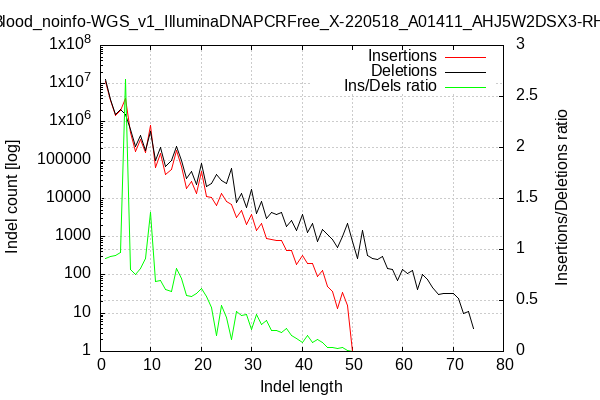 Blood_noinfo-WGS_v1_IlluminaDNAPCRFree_X-220518_A01411_AHJ5W2DSX3-RH
Insertions
Deletions
Ins/Dels ratio
Indel count [log]
1x10^8
1x10^7
1x10^6
100000
10000
1000
100
10
1
3
2.5
2
1.5
1
0.5
0
Insertions/Deletions ratio
0 10 20 30 40 50 60 70 80
Indel length